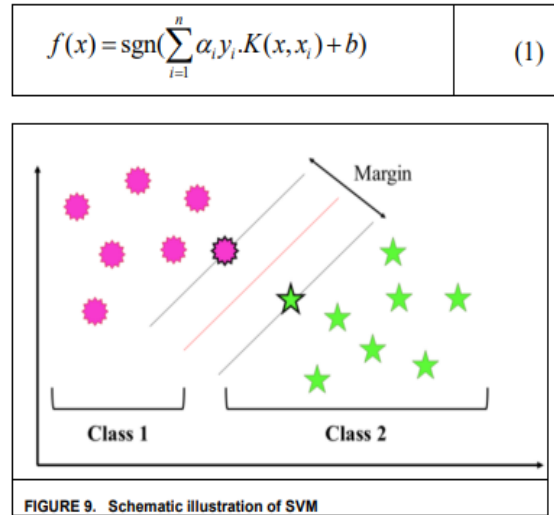 f(x) = sgn(∑_{i=1}^{n} α_i y_i.K(x, x_i) + b) (1)
Margin
Class 1 Class 2
FIGURE 9. Schematic illustration of SVM